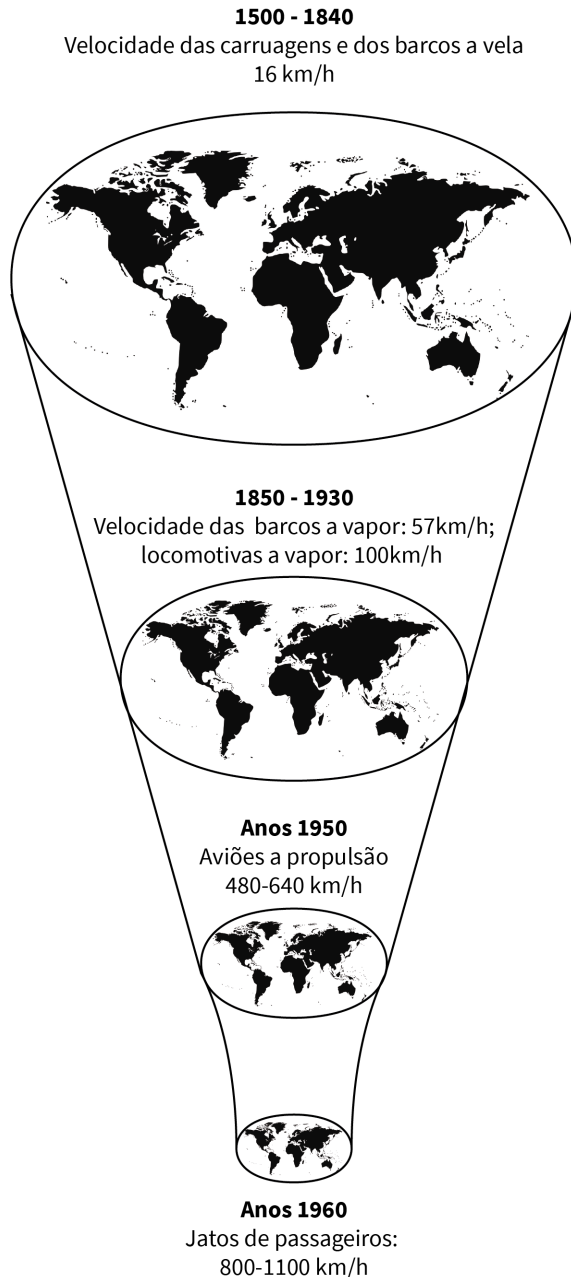 1500 - 1840
Velocidade das carruagens e dos barcos a vela
16 km/h
1850 - 1930
Velocidade das barcos a vapor: 57km/h;
locomotivas a vapor: 100km/h
Anos 1950
Aviões a propulsão
480-640 km/h
Anos 1960
Jatos de passageiros:
800-1100 km/h